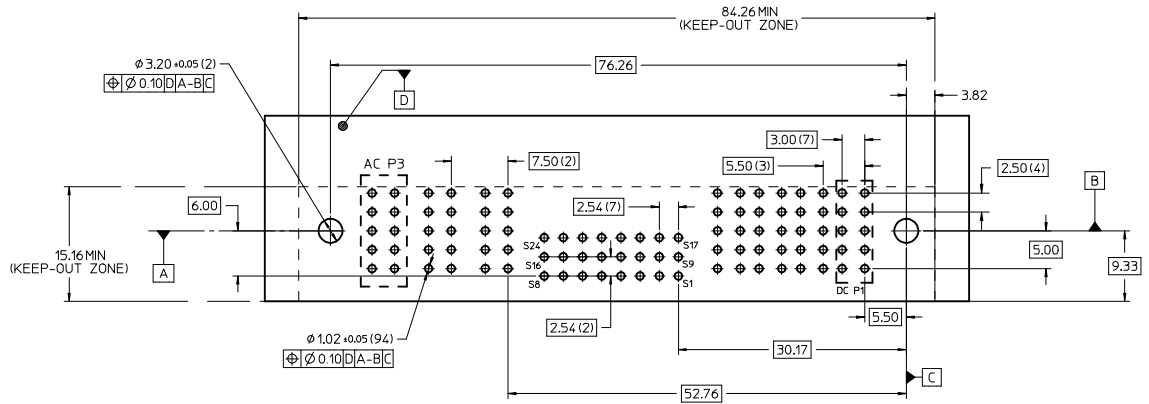 84.26 MIN
(KEEP-OUT ZONE)
⌀3.20 ±0.05 (2)
⌖ ⌀ 0.10 D A-B C
76.26
D
3.82
3.00 (7)
AC P3
7.50 (2)
5.50 (3)
2.50 (4)
B
6.00
2.54 (7)
15.16 MIN
(KEEP-OUT ZONE)
A
S24
S17
S16
S9
S8
S1
5.00
9.33
DC P1
2.54 (2)
5.50
⌀1.02 ±0.05 (94)
⌖ ⌀ 0.10 D A-B C
30.17
C
52.76